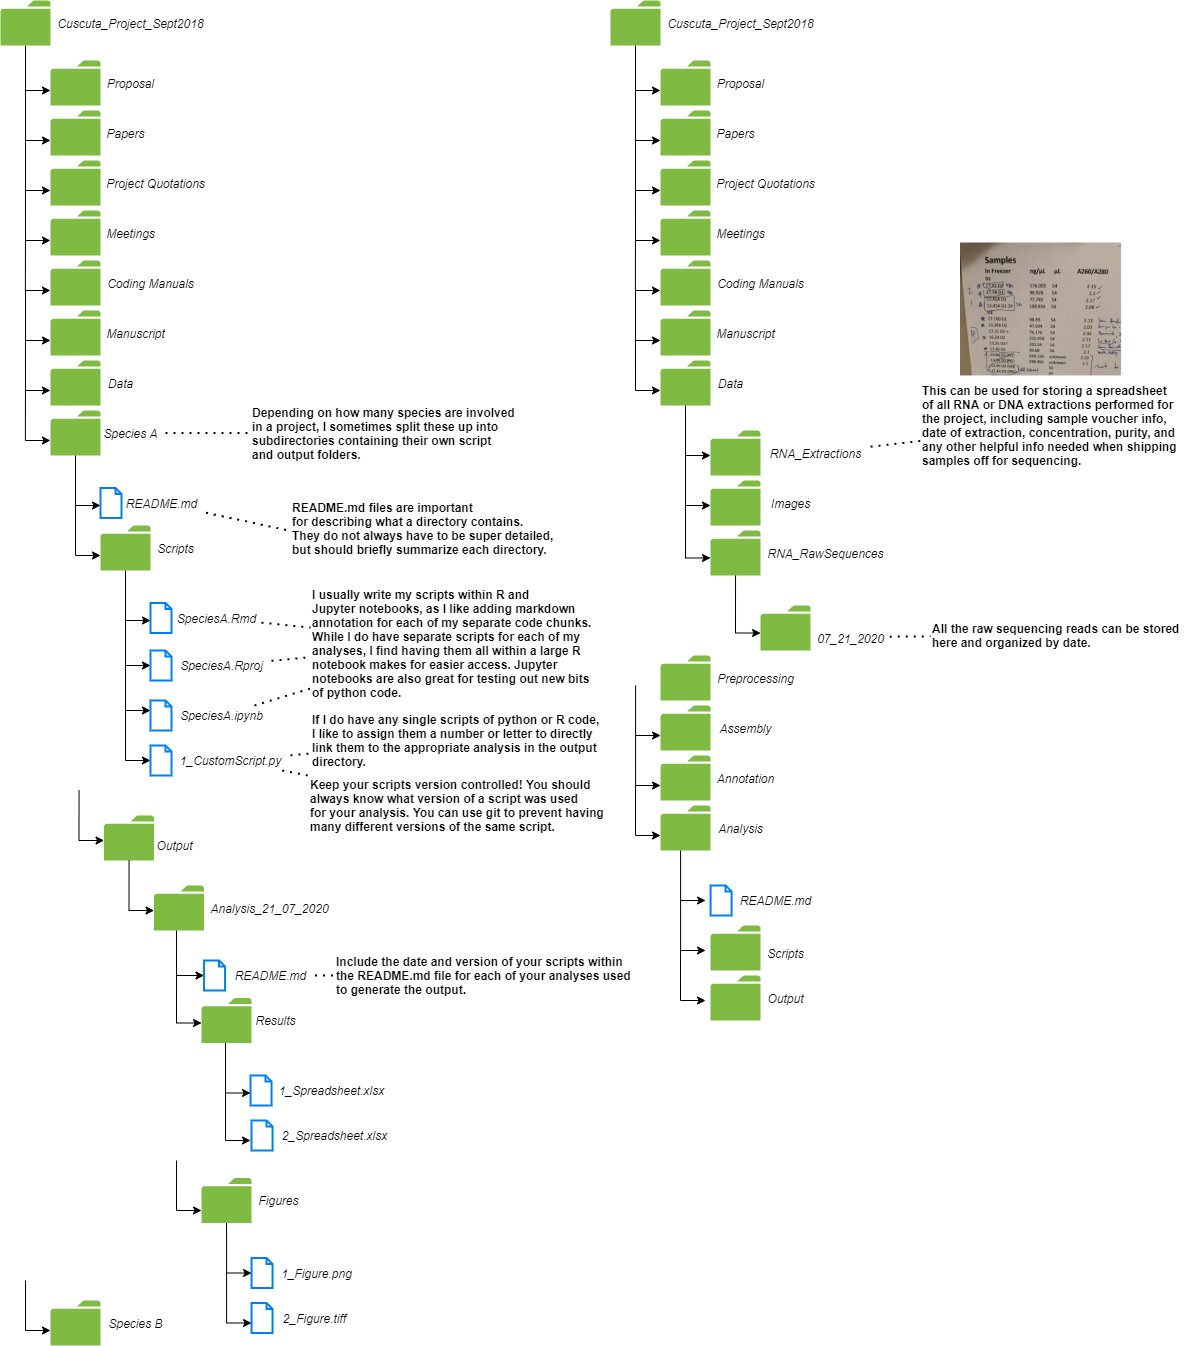 Cuscuta_Project_Sept2018
Proposal
Papers
Project Quotations
Meetings
Coding Manuals
Manuscript
Data
Species A
Depending on how many species are involved
in a project, I sometimes split these up into
subdirectories containing their own script
and output folders.
README.md
README.md files are important
for describing what a directory contains.
They do not always have to be super detailed,
but should briefly summarize each directory.
Scripts
SpeciesA.Rmd
SpeciesA.Rproj
SpeciesA.ipynb
I usually write my scripts within R and
Jupyter notebooks, as I like adding markdown
annotation for each of my separate code chunks.
While I do have separate scripts for each of my
analyses, I find having them all within a large R
notebook makes for easier access. Jupyter
notebooks are also great for testing out new bits
of python code.
1_CustomScript.py
If I do have any single scripts of python or R code,
I like to assign them a number or letter to directly
link them to the appropriate analysis in the output
directory.
Keep your scripts version controlled! You should
always know what version of a script was used
for your analysis. You can use git to prevent having
many different versions of the same script.
Output
Analysis_21_07_2020
README.md
Include the date and version of your scripts within
the README.md file for each of your analyses used
to generate the output.
Results
1_Spreadsheet.xlsx
2_Spreadsheet.xlsx
Figures
1_Figure.png
2_Figure.tiff
Species B
Cuscuta_Project_Sept2018
Proposal
Papers
Project Quotations
Meetings
Coding Manuals
Manuscript
Data
Samples
In Freezer ng/µL µL A260/A280
This can be used for storing a spreadsheet
of all RNA or DNA extractions performed for
the project, including sample voucher info,
date of extraction, concentration, purity, and
any other helpful info needed when shipping
samples off for sequencing.
RNA_Extractions
Images
RNA_RawSequences
07_21_2020
All the raw sequencing reads can be stored
here and organized by date.
Preprocessing
Assembly
Annotation
Analysis
README.md
Scripts
Output